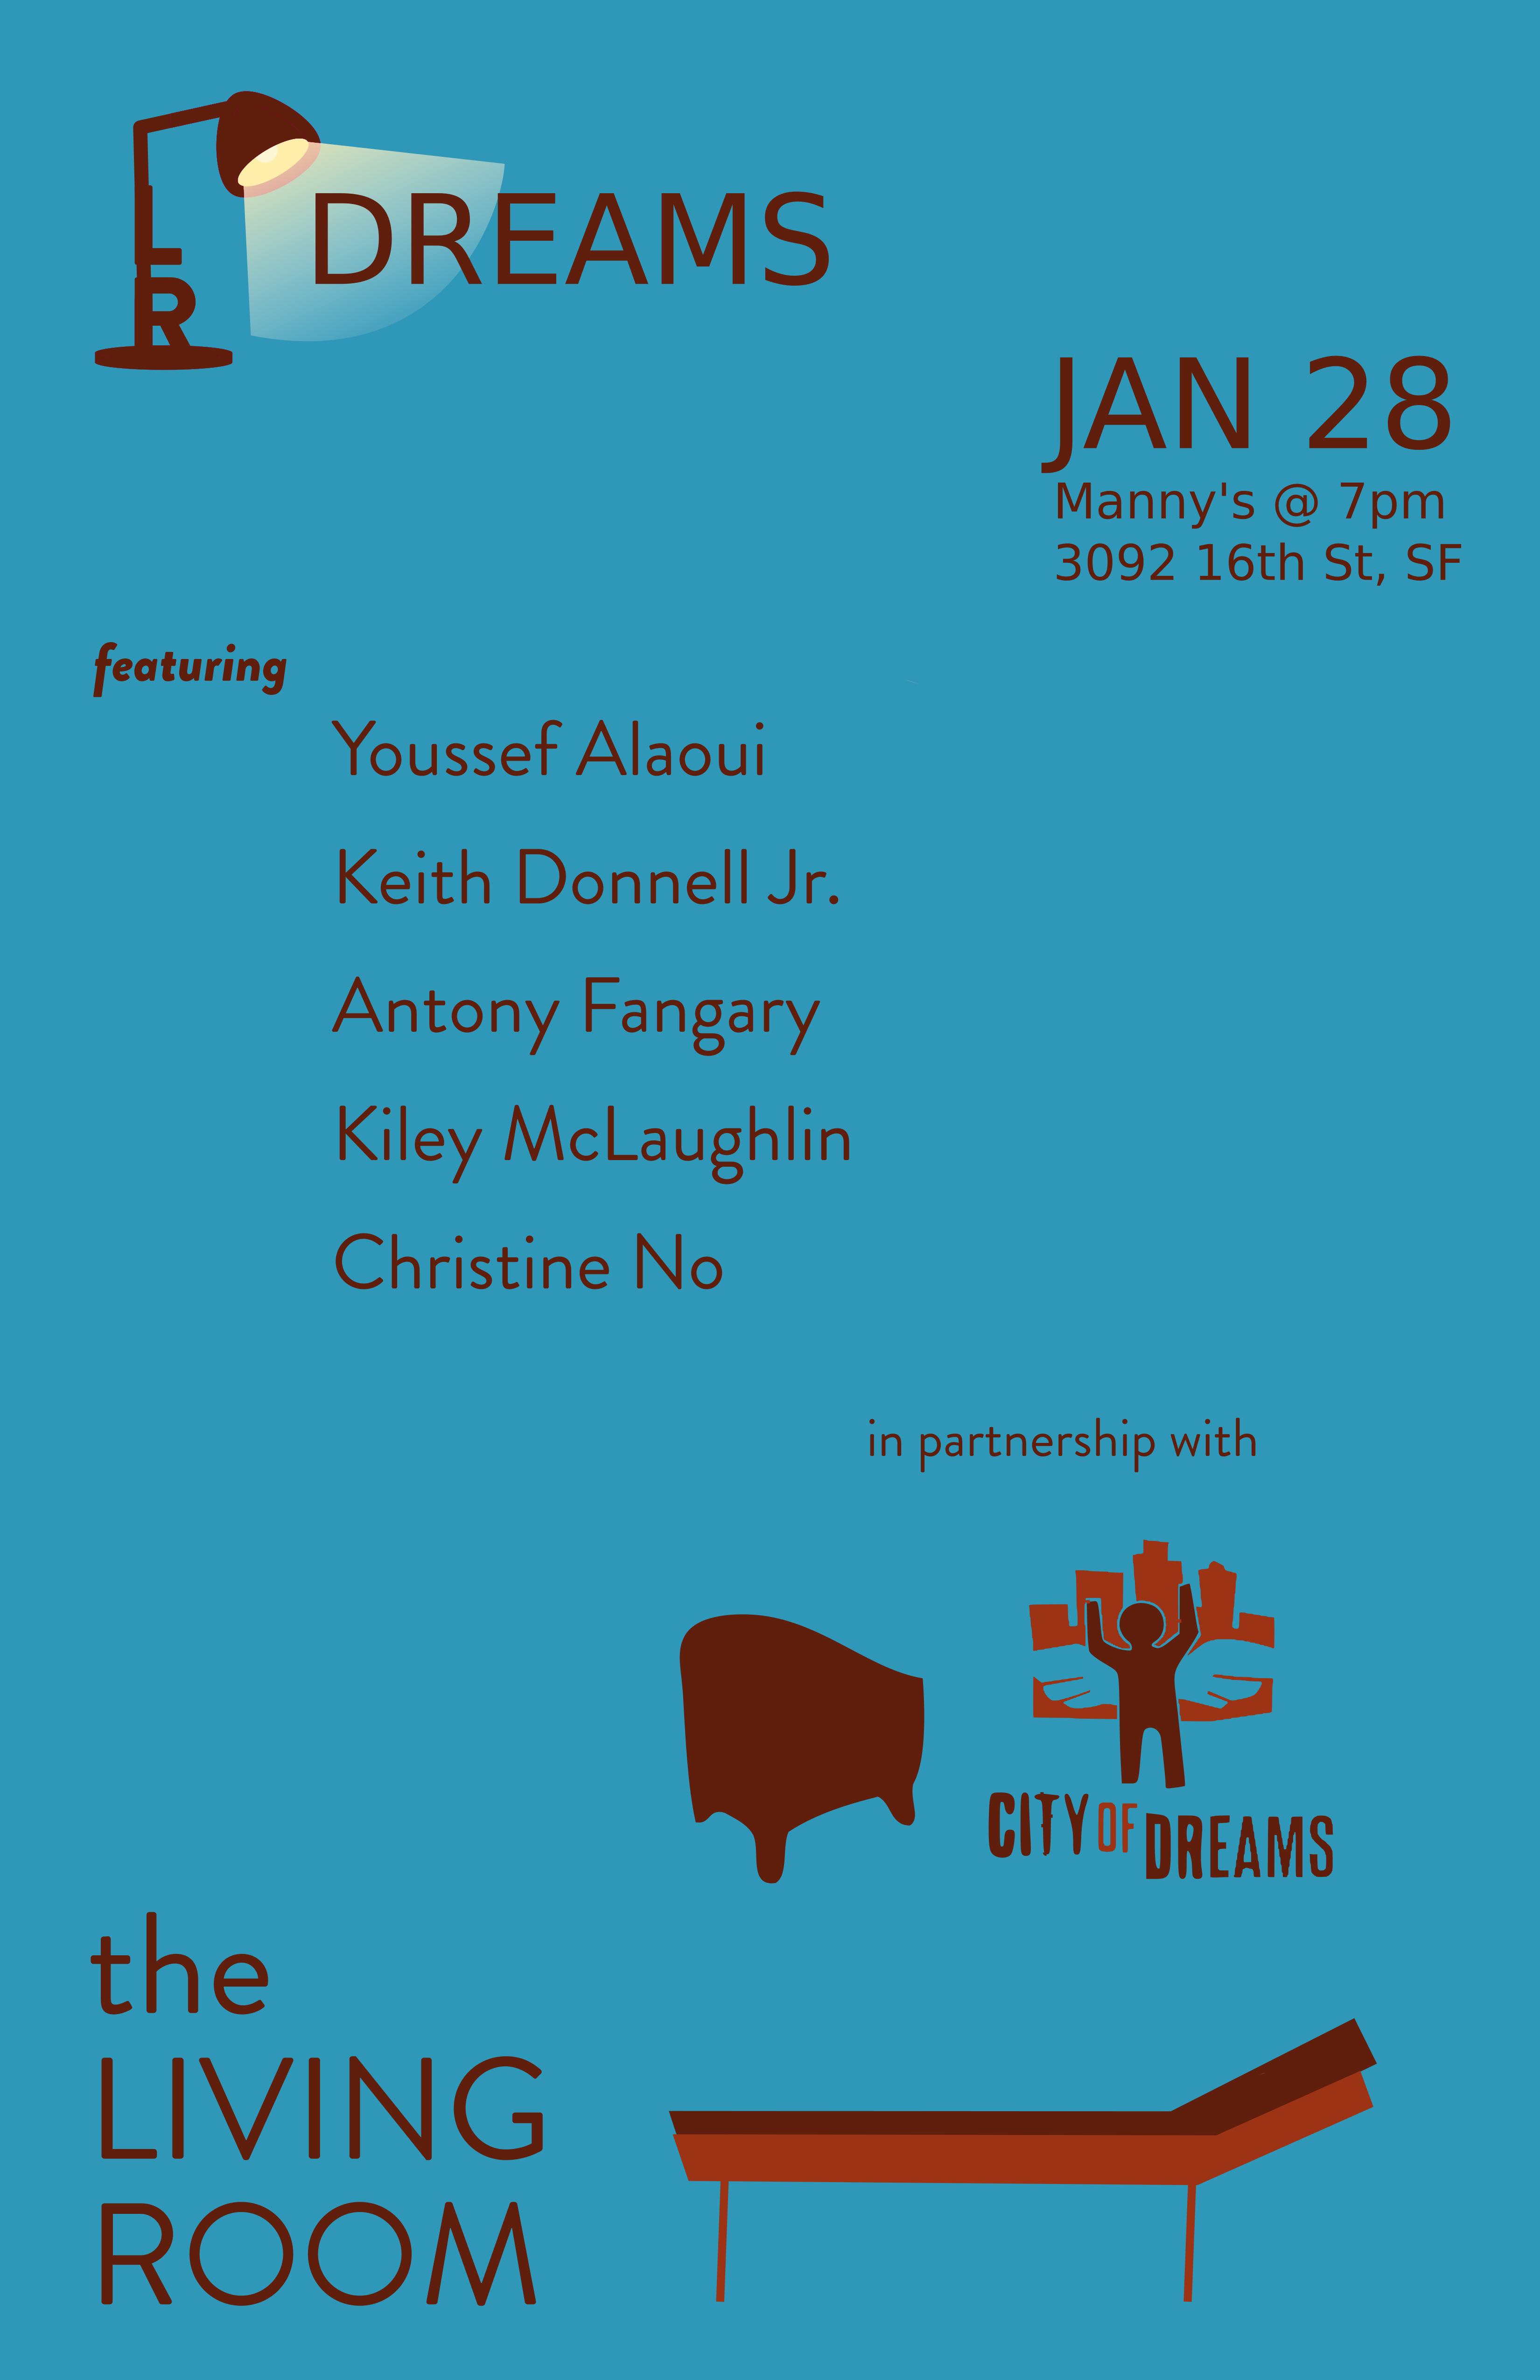 L
R
DREAMS
JAN 28
Manny's @ 7pm
3092 16th St, SF
featuring
Youssef Alaoui
Keith Donnell Jr.
Antony Fangary
Kiley McLaughlin
Christine No
in partnership with
CITY OF DREAMS
the
LIVING
ROOM